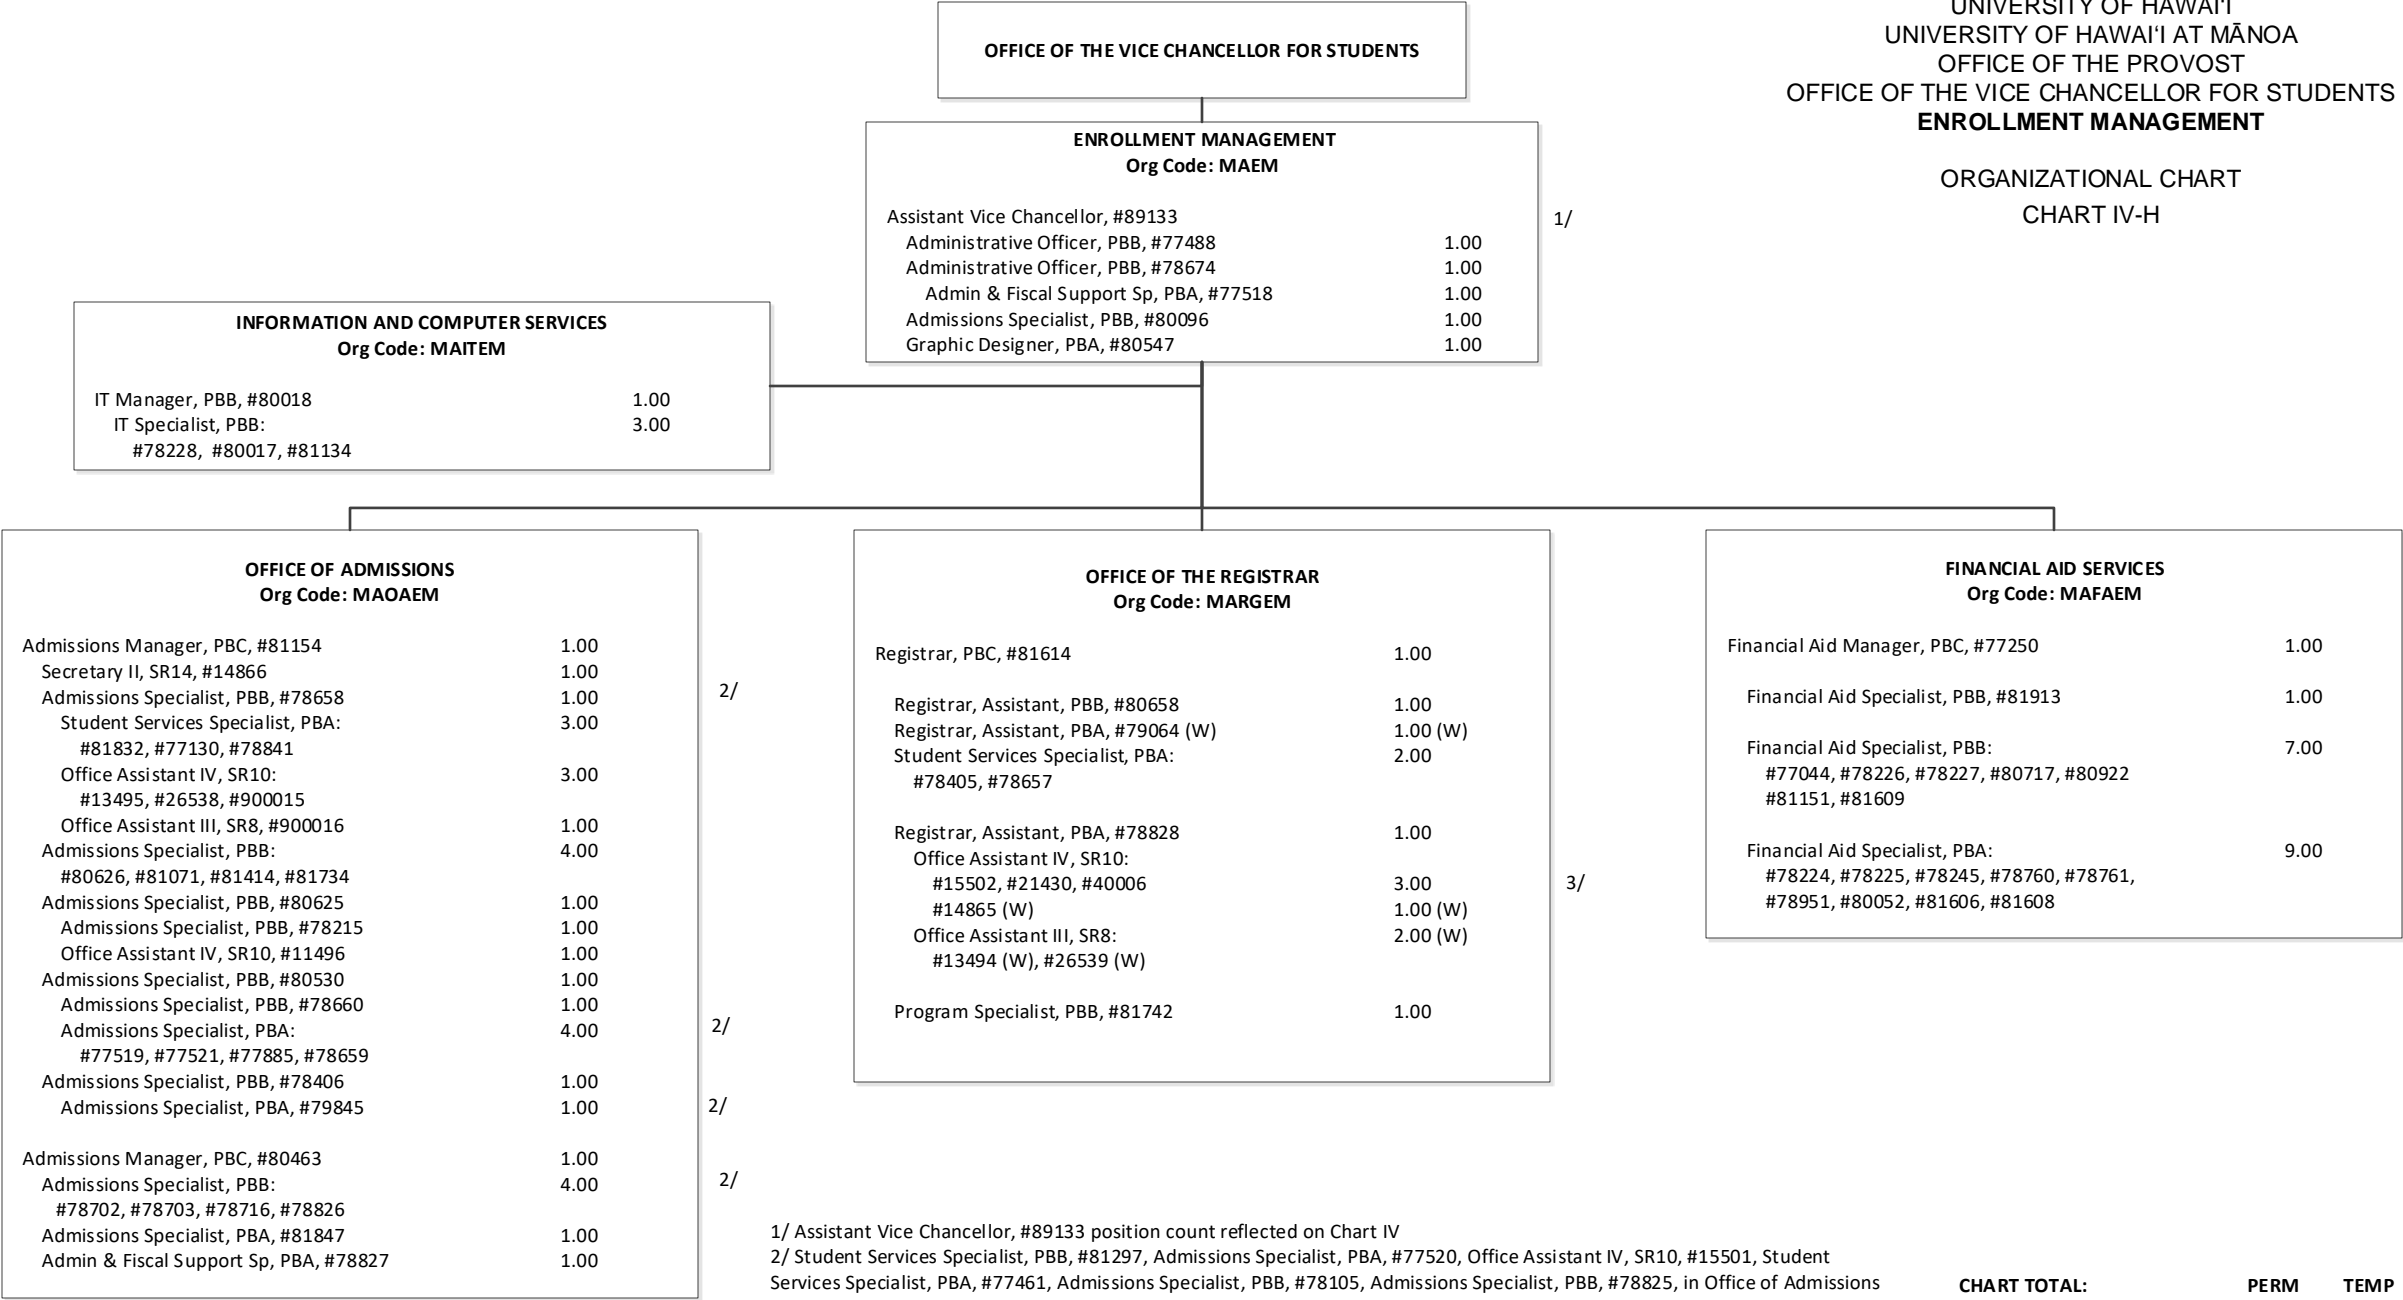 UNIVERSITY OF HAWAI‘I
UNIVERSITY OF HAWAI‘I AT MĀNOA
OFFICE OF THE PROVOST
OFFICE OF THE VICE CHANCELLOR FOR STUDENTS
ENROLLMENT MANAGEMENT
ORGANIZATIONAL CHART
CHART IV-H
OFFICE OF THE VICE CHANCELLOR FOR STUDENTS
ENROLLMENT MANAGEMENT
Org Code: MAEM
Assistant Vice Chancellor, #89133 1/
Administrative Officer, PBB, #77488 1.00
Administrative Officer, PBB, #78674 1.00
Admin & Fiscal Support Sp, PBA, #77518 1.00
Admissions Specialist, PBB, #80096 1.00
Graphic Designer, PBA, #80547 1.00
INFORMATION AND COMPUTER SERVICES
Org Code: MAITEM
IT Manager, PBB, #80018 1.00
IT Specialist, PBB: 3.00
#78228, #80017, #81134
OFFICE OF ADMISSIONS
Org Code: MAOAEM
Admissions Manager, PBC, #81154 1.00
Secretary II, SR14, #14866 1.00
Admissions Specialist, PBB, #78658 1.00 2/
Student Services Specialist, PBA: 3.00
#81832, #77130, #78841
Office Assistant IV, SR10: 3.00
#13495, #26538, #900015
Office Assistant III, SR8, #900016 1.00
Admissions Specialist, PBB: 4.00
#80626, #81071, #81414, #81734
Admissions Specialist, PBB, #80625 1.00
Admissions Specialist, PBB, #78215 1.00
Office Assistant IV, SR10, #11496 1.00
Admissions Specialist, PBB, #80530 1.00
Admissions Specialist, PBB, #78660 1.00
Admissions Specialist, PBA: 4.00 2/
#77519, #77521, #77885, #78659
Admissions Specialist, PBB, #78406 1.00
Admissions Specialist, PBA, #79845 1.00 2/
Admissions Manager, PBC, #80463 1.00
Admissions Specialist, PBB: 4.00 2/
#78702, #78703, #78716, #78826
Admissions Specialist, PBA, #81847 1.00
Admin & Fiscal Support Sp, PBA, #78827 1.00
OFFICE OF THE REGISTRAR
Org Code: MARGEM
Registrar, PBC, #81614 1.00
Registrar, Assistant, PBB, #80658 1.00
Registrar, Assistant, PBA, #79064 (W) 1.00 (W)
Student Services Specialist, PBA: 2.00
#78405, #78657
Registrar, Assistant, PBA, #78828 1.00
Office Assistant IV, SR10:
#15502, #21430, #40006 3.00 3/
#14865 (W) 1.00 (W)
Office Assistant III, SR8: 2.00 (W)
#13494 (W), #26539 (W)
Program Specialist, PBB, #81742 1.00
FINANCIAL AID SERVICES
Org Code: MAFAEM
Financial Aid Manager, PBC, #77250 1.00
Financial Aid Specialist, PBB, #81913 1.00
Financial Aid Specialist, PBB: 7.00
#77044, #78226, #78227, #80717, #80922
#81151, #81609
Financial Aid Specialist, PBA: 9.00
#78224, #78225, #78245, #78760, #78761,
#78951, #80052, #81606, #81608
1/ Assistant Vice Chancellor, #89133 position count reflected on Chart IV
2/ Student Services Specialist, PBB, #81297, Admissions Specialist, PBA, #77520, Office Assistant IV, SR10, #15501, Student
Services Specialist, PBA, #77461, Admissions Specialist, PBB, #78105, Admissions Specialist, PBB, #78825, in Office of Admissions
CHART TOTAL: PERM TEMP